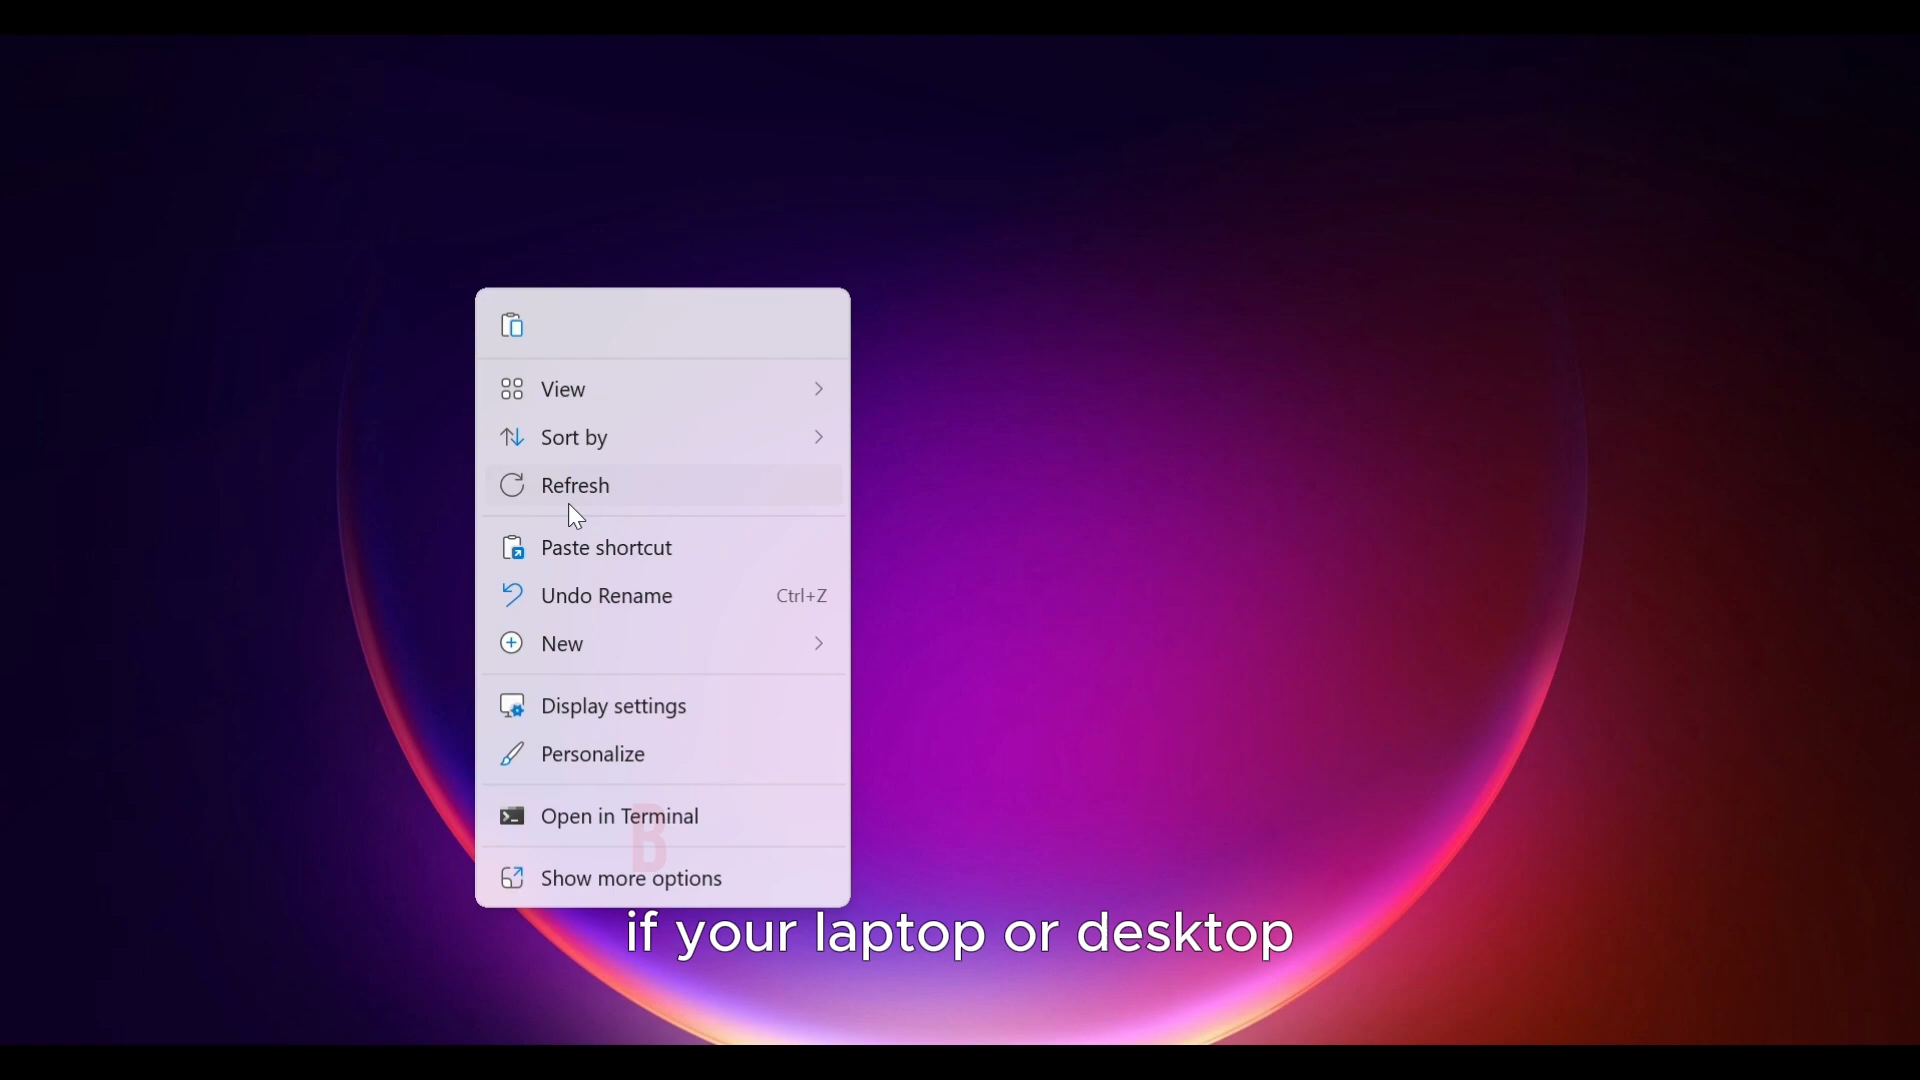 View
Sort by
Refresh
Paste shortcut
Undo Rename Ctrl+Z
New
Display settings
Personalize
Open in Terminal
B
Show more options
if your laptop or desktop